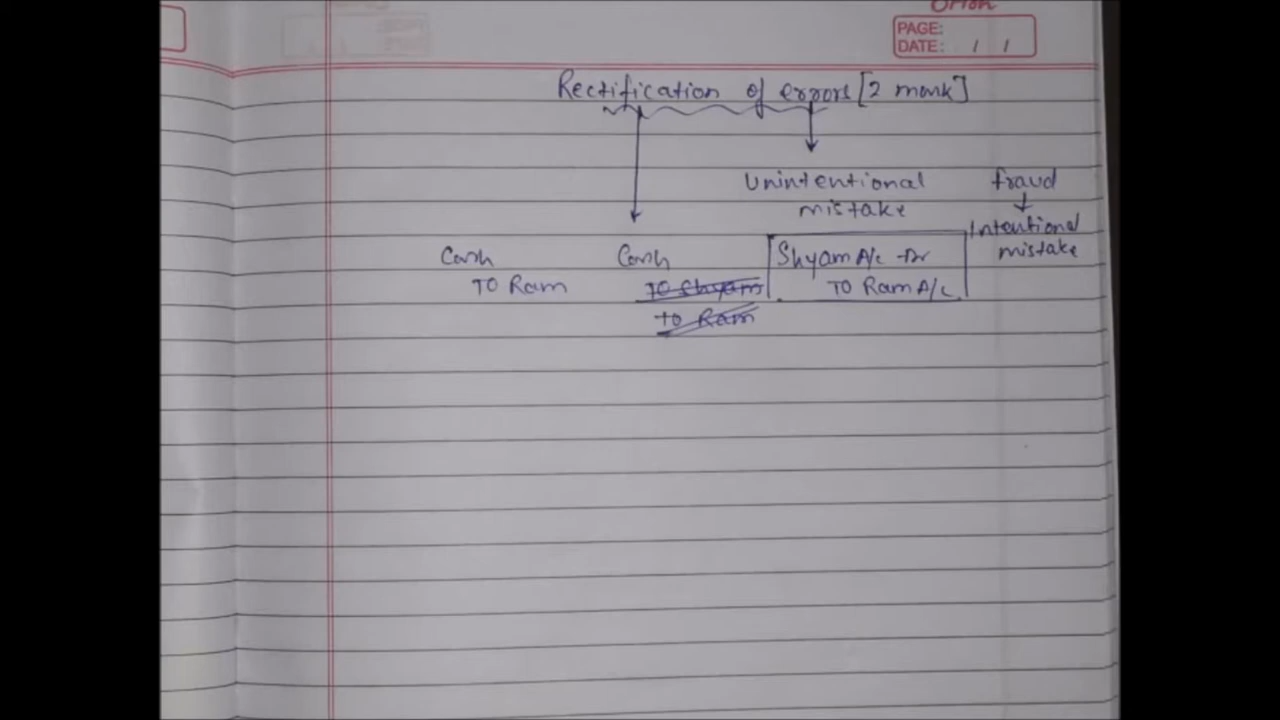 Orion
PAGE:
DATE: / /
Rectification of errors [2 mark]
Unintentional mistake
fraud
Intentional mistake
Cash
TO Ram
Cash
TO Shyam
to Ram
Shyam A/c Dr
TO Ram A/c